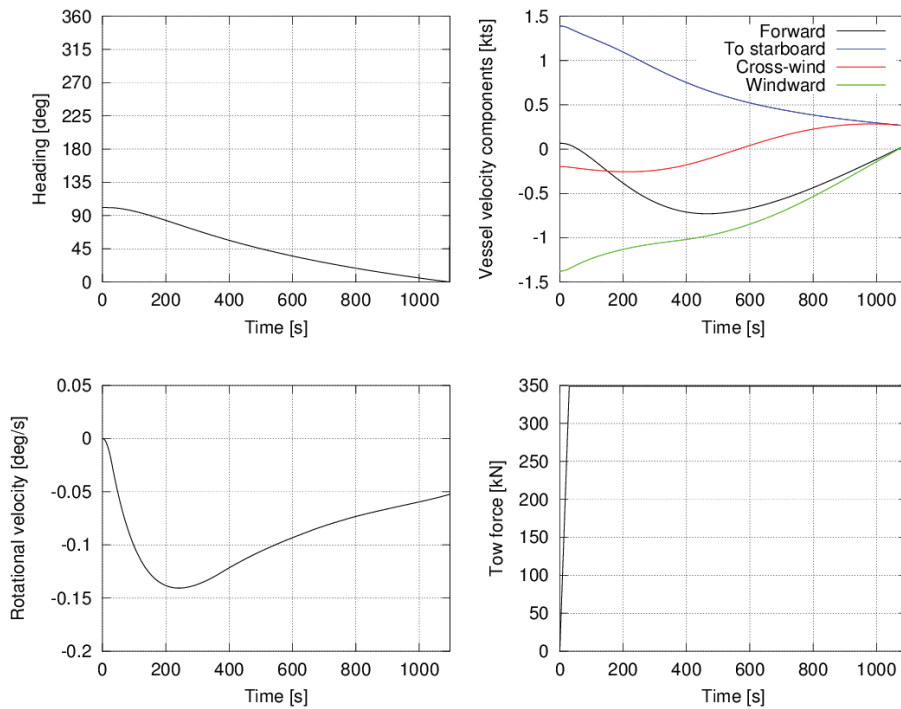 360
315
270
225
180
135
90
45
0
0 200 400 600 800 1000
Heading [deg]
Time [s]
1.5
1
0.5
0
-0.5
-1
-1.5
0 200 400 600 800 1000
Vessel velocity components [kts]
Time [s]
Forward
To starboard
Cross-wind
Windward
0.05
0
-0.05
-0.1
-0.15
-0.2
0 200 400 600 800 1000
Rotational velocity [deg/s]
Time [s]
350
300
250
200
150
100
50
0
0 200 400 600 800 1000
Tow force [kN]
Time [s]